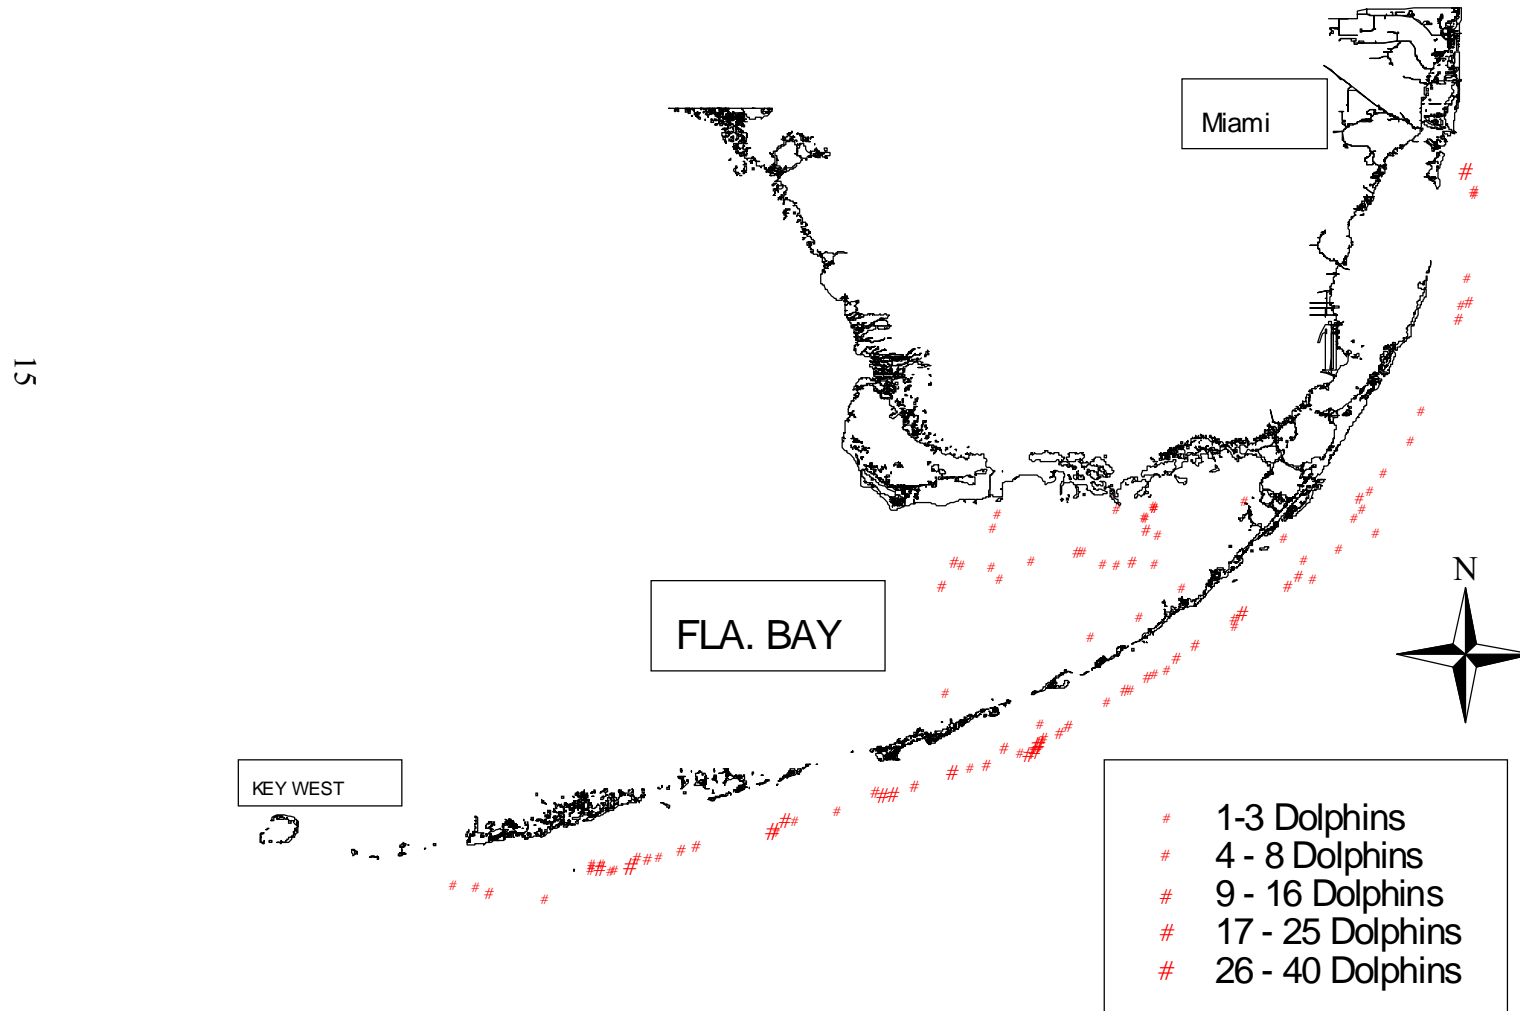 Miami
15
N
FLA. BAY
KEY WEST
# 1-3 Dolphins
# 4 - 8 Dolphins
# 9 - 16 Dolphins
# 17 - 25 Dolphins
# 26 - 40 Dolphins